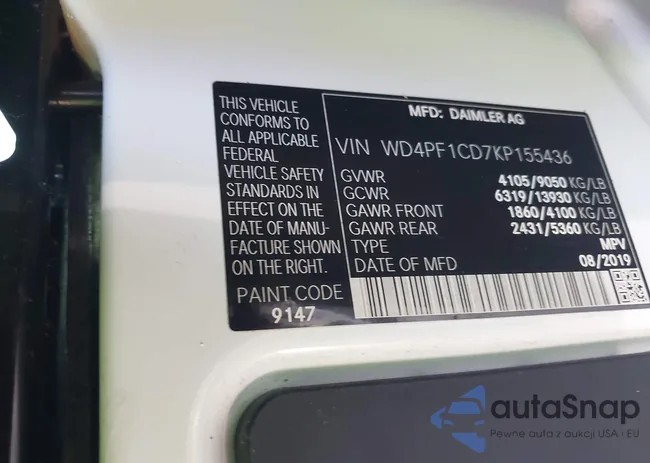 THIS VEHICLE
CONFORMS TO
ALL APPLICABLE
FEDERAL
VEHICLE SAFETY
STANDARDS IN
EFFECT ON THE
DATE OF MANU-
FACTURE SHOWN
ON THE RIGHT.
PAINT CODE
9147
MFD: DAIMLER AG
VIN WD4PF1CD7KP155436
GVWR 4105/9050 KG/LB
GCWR 6319/13930 KG/LB
GAWR FRONT 1860/4100 KG/LB
GAWR REAR 2431/5360 KG/LB
TYPE MPV
DATE OF MFD 08/2019
autaSnap
Pewne auta z aukcji USA i EU